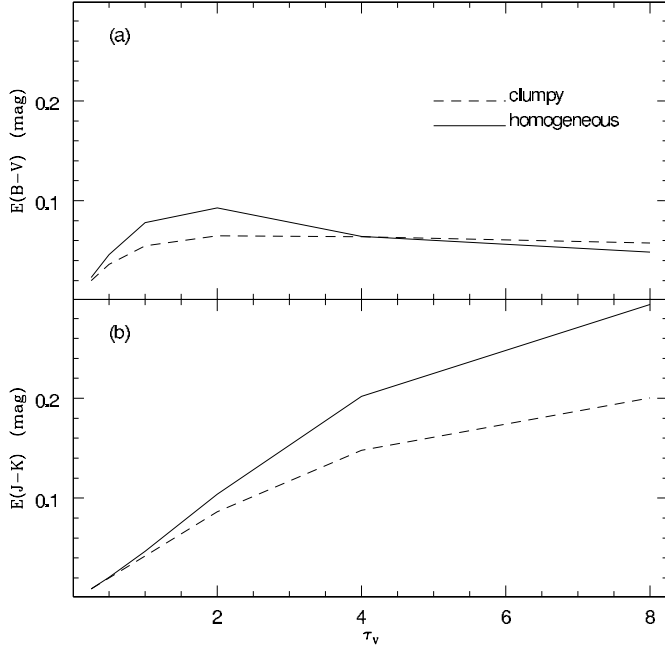 (a)
0.2
0.1
E(B-V) (mag)
clumpy
homogeneous
(b)
0.2
0.1
E(J-K) (mag)
2
4
6
8
τv